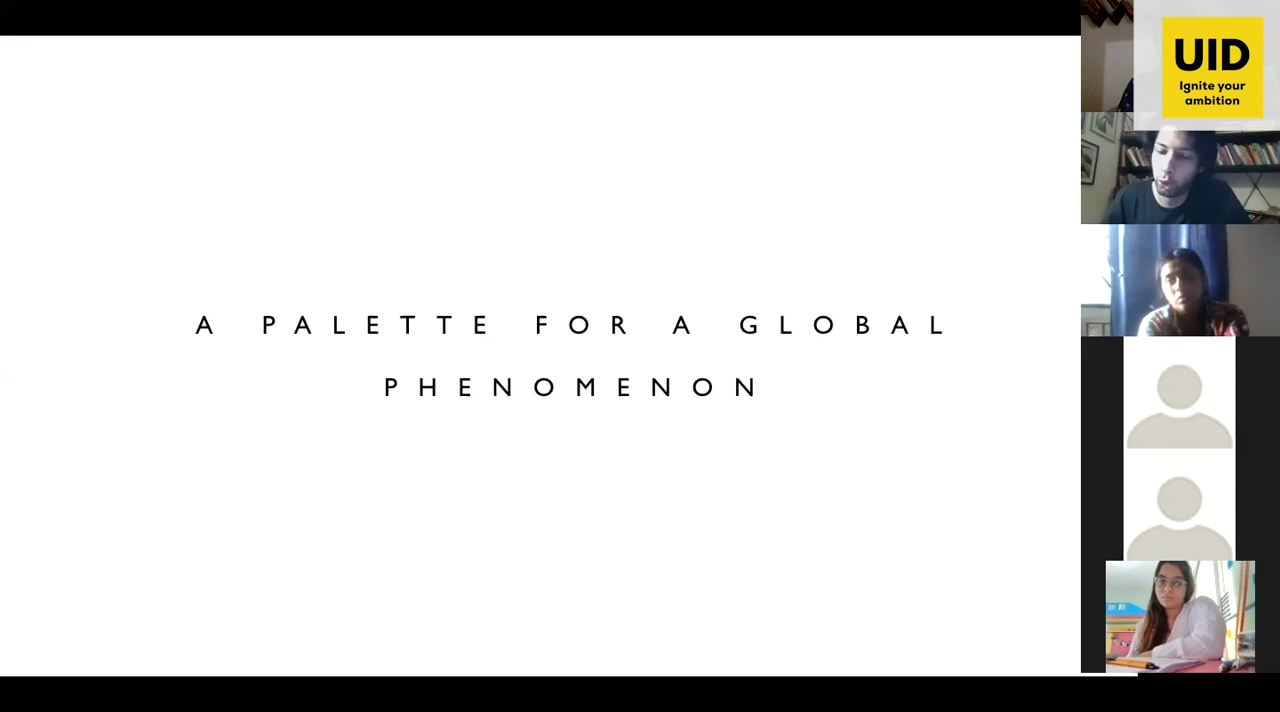 A PALETTE FOR A GLOBAL
PHENOMENON
UID
Ignite your
ambition